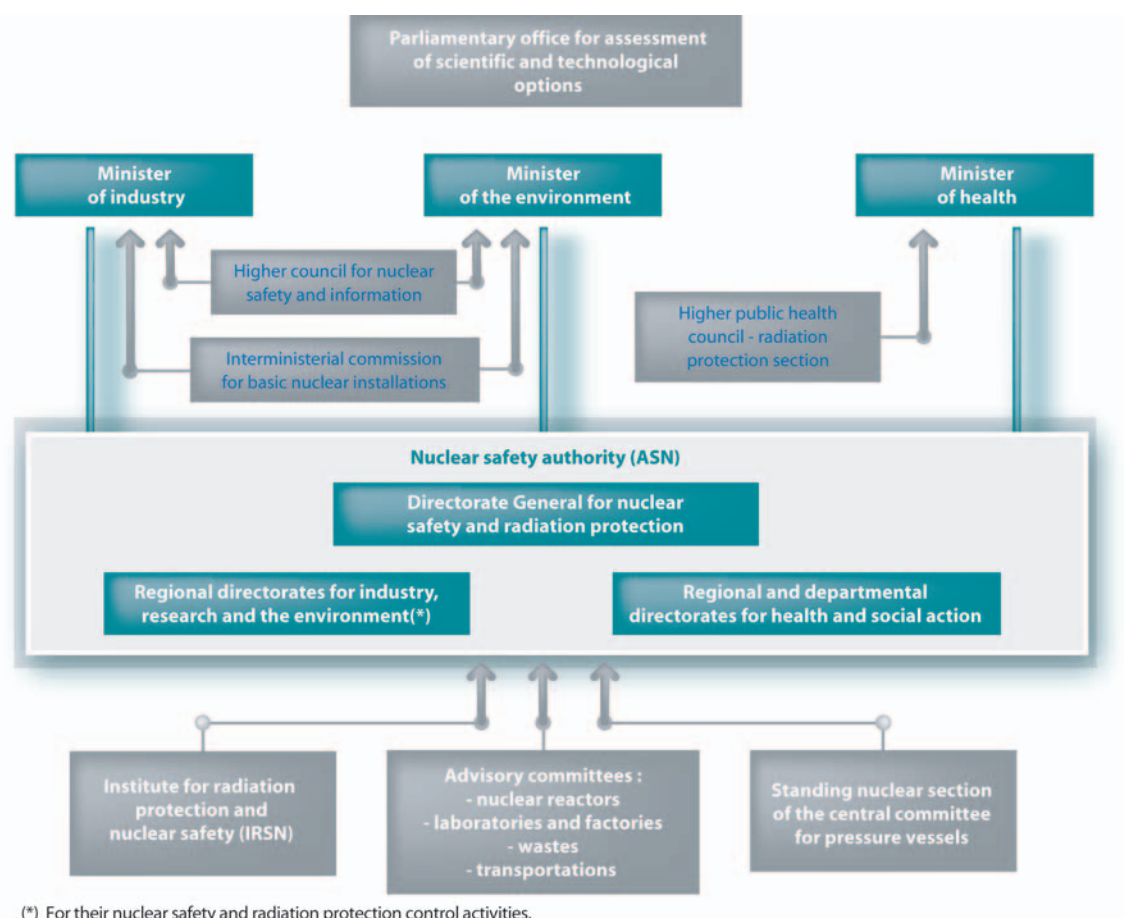 Parliamentary office for assessment
of scientific and technological
options
Minister
of industry
Minister
of the environment
Minister
of health
Higher council for nuclear
safety and information
Higher public health
council - radiation
protection section
Interministerial commission
for basic nuclear installations
Nuclear safety authority (ASN)
Directorate General for nuclear
safety and radiation protection
Regional directorates for industry,
research and the environment(*)
Regional and departmental
directorates for health and social action
Institute for radiation
protection and
nuclear safety (IRSN)
Advisory committees :
- nuclear reactors
- laboratories and factories
- wastes
- transportations
Standing nuclear section
of the central committee
for pressure vessels
(*) For their nuclear safety and radiation protection control activities.